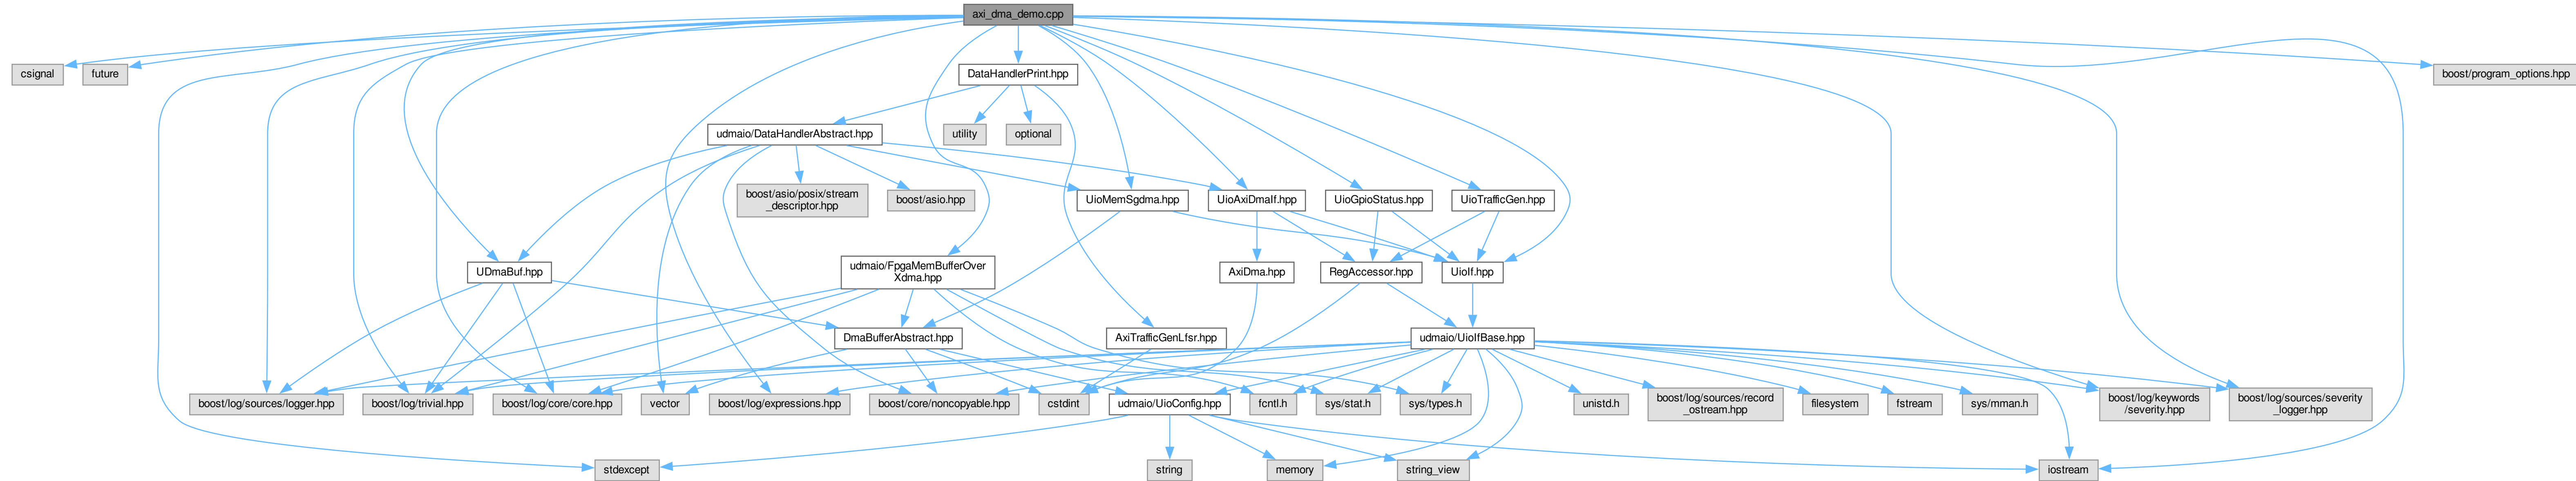 axi_dma_demo.cpp
csignal
future
DataHandlerPrint.hpp
boost/program_options.hpp
udmaio/DataHandlerAbstract.hpp
utility
optional
boost/asio/posix/stream
_descriptor.hpp
boost/asio.hpp
UioMemSgdma.hpp
UioAxiDmaIf.hpp
UioGpioStatus.hpp
UioTrafficGen.hpp
UDmaBuf.hpp
udmaio/FpgaMemBufferOver
Xdma.hpp
AxiDma.hpp
RegAccessor.hpp
UioIf.hpp
DmaBufferAbstract.hpp
AxiTrafficGenLfsr.hpp
udmaio/UioIfBase.hpp
boost/log/sources/logger.hpp
boost/log/trivial.hpp
boost/log/core/core.hpp
vector
boost/log/expressions.hpp
boost/core/noncopyable.hpp
cstdint
udmaio/UioConfig.hpp
fcntl.h
sys/stat.h
sys/types.h
unistd.h
boost/log/sources/record
_ostream.hpp
filesystem
fstream
sys/mman.h
boost/log/keywords
/severity.hpp
boost/log/sources/severity
_logger.hpp
stdexcept
string
memory
string_view
iostream